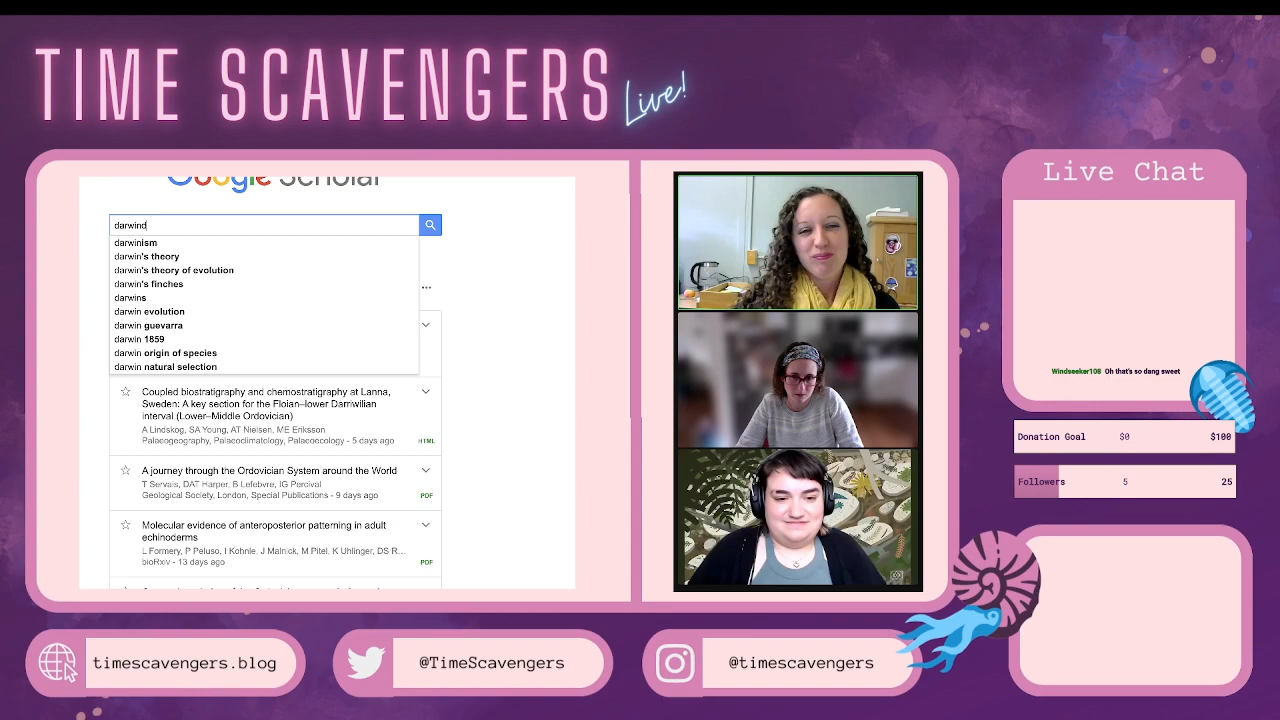 TIME SCAVENGERS
Live!
Google Scholar
darwind
darwinism
darwin's theory
darwin's theory of evolution
darwin's finches
darwins
darwin evolution
darwin guevarra
darwin 1859
darwin origin of species
darwin natural selection
Coupled biostratigraphy and chemostratigraphy at Lanna,
Sweden: A key section for the Floian–lower Darriwilian
interval (Lower–Middle Ordovician)
A Lindskog, SA Young, AT Nielsen, ME Eriksson
Palaeogeography, Palaeoclimatology, Palaeoecology - 5 days ago
HTML
A journey through the Ordovician System around the World
T Servais, DAT Harper, B Lefebvre, IG Percival
Geological Society, London, Special Publications - 9 days ago
PDF
Molecular evidence of anteroposterior patterning in adult
echinoderms
L Formery, P Peluso, I Kohnle, J Malnick, M Pitel, K Uhlinger, DS R...
bioRxiv - 13 days ago
PDF
Live Chat
Windseeker108 Oh that's so dang sweet
Donation Goal $0 $100
Followers 5 25
timescavengers.blog
@TimeScavengers
@timescavengers